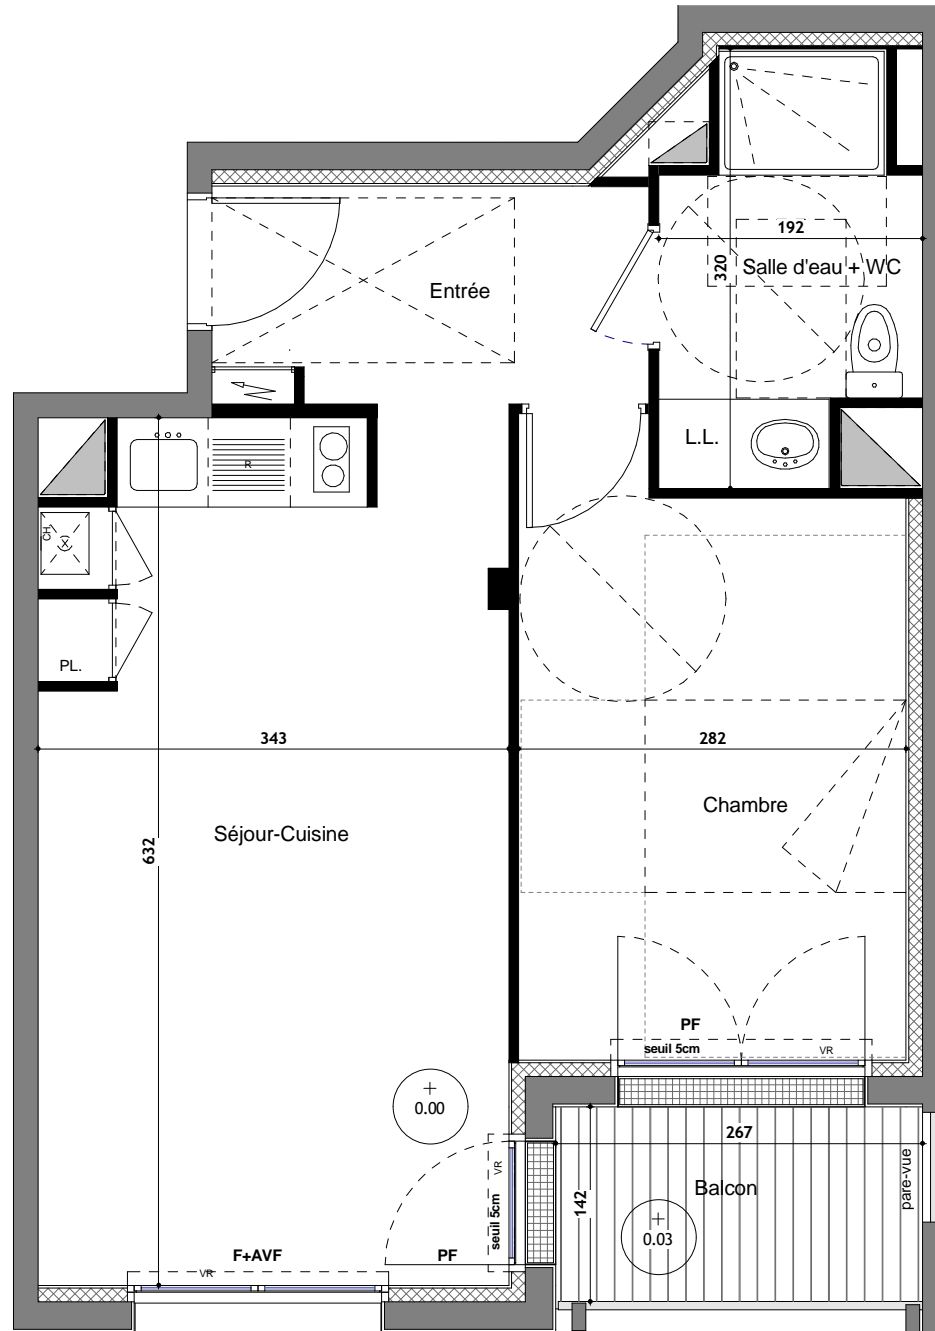 192
320
Salle d'eau + WC
Entrée
L.L.
R
CH.
PL.
343
282
Chambre
632
Séjour-Cuisine
PF
seuil 5cm
VR
0.00
267
pare-vue
VR
142
Balcon
seuil 5cm
0.03
F+AVF
PF
VR